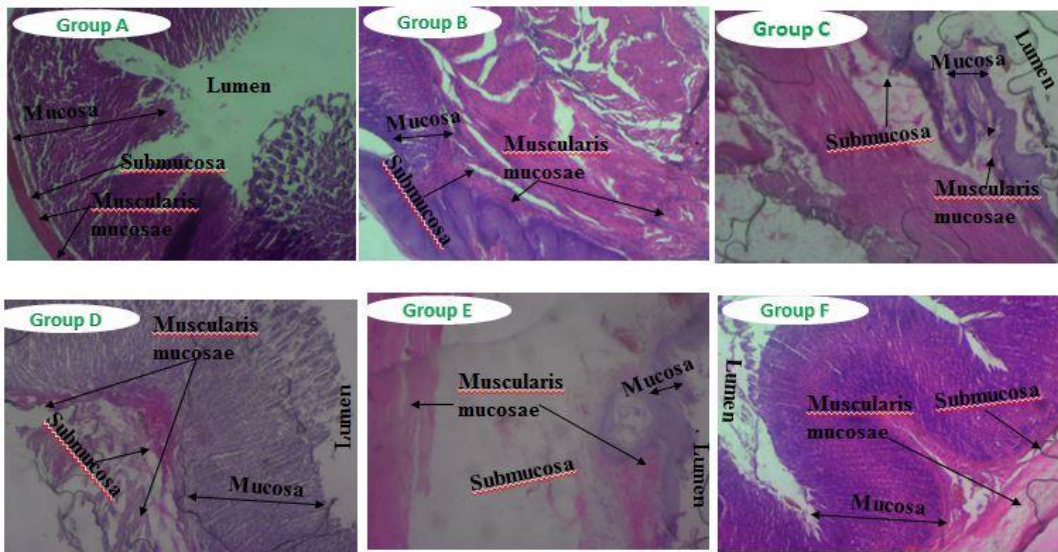 Group A
Lumen
Mucosa
Submucosa
Muscularis
mucosae
Group B
Mucosa
Muscularis
mucosae
Submucosa
Group C
Mucosa
Lumen
Submucosa
Muscularis
mucosae
Group D
Muscularis
mucosae
Submucosa
Mucosa
Lumen
Group E
Mucosa
Muscularis
mucosae
Submucosa
Lumen
Group F
Lumen
Submucosa
Muscularis
mucosae
Mucosa